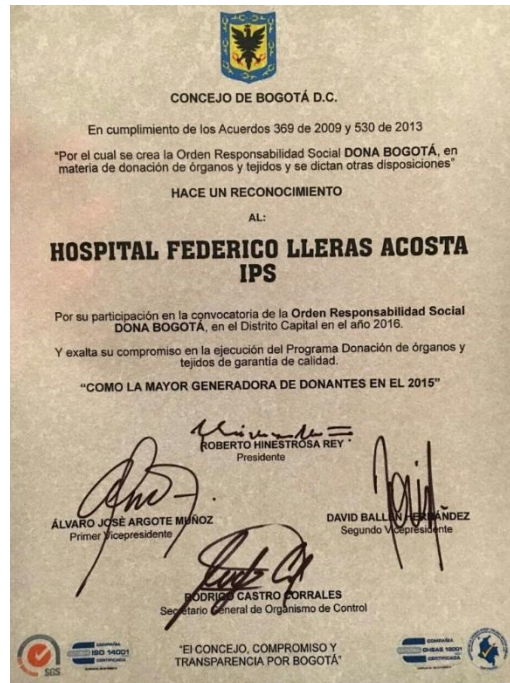 CONCEJO DE BOGOTÁ D.C.
En cumplimiento de los Acuerdos 369 de 2009 y 530 de 2013
"Por el cual se crea la Orden Responsabilidad Social DONA BOGOTÁ, en
materia de donación de órganos y tejidos y se dictan otras disposiciones"
HACE UN RECONOCIMIENTO
AL:
HOSPITAL FEDERICO LLERAS ACOSTA
IPS
Por su participación en la convocatoria de la Orden Responsabilidad Social
DONA BOGOTÁ, en el Distrito Capital en el año 2016.
Y exalta su compromiso en la ejecución del Programa Donación de órganos y
tejidos de garantía de calidad.
"COMO LA MAYOR GENERADORA DE DONANTES EN EL 2015"
ROBERTO HINESTROSA REY
Presidente
ÁLVARO JOSÉ ARGOTE MUÑOZ
Primer Vicepresidente
DAVID BALLÉN HERNÁNDEZ
Segundo Vicepresidente
RODRIGO CASTRO CORRALES
Secretario General de Organismo de Control
SGS
COMPAÑÍA
ISO 14001
CERTIFICADA
"El CONCEJO, COMPROMISO Y
TRANSPARENCIA POR BOGOTÁ"
COMPAÑÍA
OHSAS 18001
CERTIFICADA